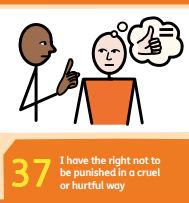 37
I have the right not to
be punished in a cruel
or hurtful way